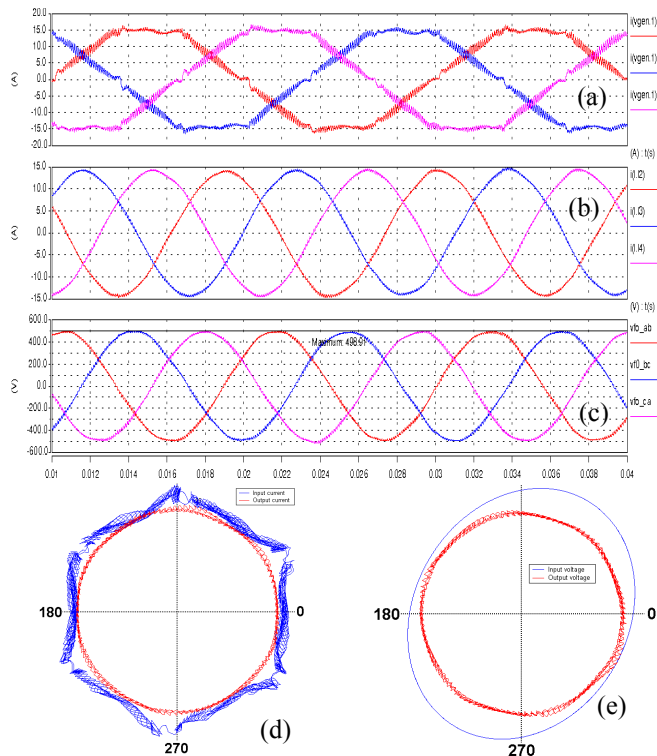 20.0
15.0
10.0
5.0
0.0
-5.0
-10.0
-15.0
-20.0
(A)
(a)
i(vgen.1)
i(vgen.1)
i(vgen.1)
(A) : t(s)
15.0
10.0
5.0
0.0
-5.0
-10.0
-15.0
(A)
(b)
i(l.l2)
i(l.l3)
i(l.l4)
(V) : t(s)
600.0
400.0
200.0
0.0
-200.0
-400.0
-600.0
(V)
Maximum: 498.91
(c)
vfo_ab
vf0_bc
vfo_ca
0.01 0.012 0.014 0.016 0.018 0.02 0.022 0.024 0.026 0.028 0.03 0.032 0.034 0.036 0.038 0.04
Input current
Output current
180
0
270
(d)
Input voltage
Output voltage
180
0
270
(e)